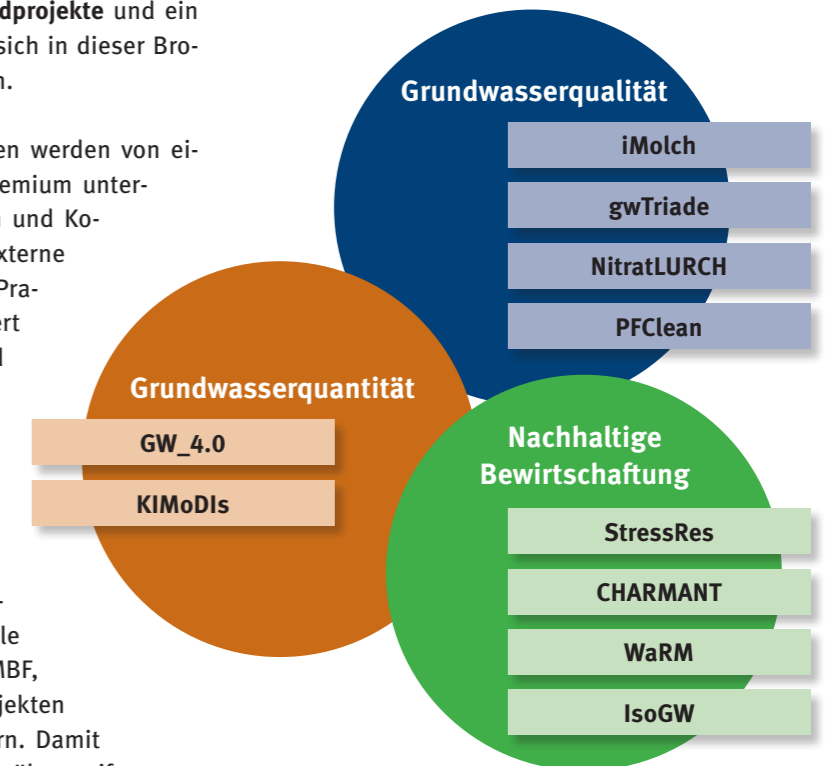 dprojekte und ein
sich in dieser Bro-
en werden von ei-
emium unter-
und Ko-
xterne
Pra-
ert
-
le
MBF,
jekten
rn. Damit
Grundwasserqualität
iMolch
gwTriade
NitratLURCH
PFClean
Grundwasserquantität
GW_4.0
KIMoDIs
Nachhaltige
Bewirtschaftung
StressRes
CHARMANT
WaRM
IsoGW